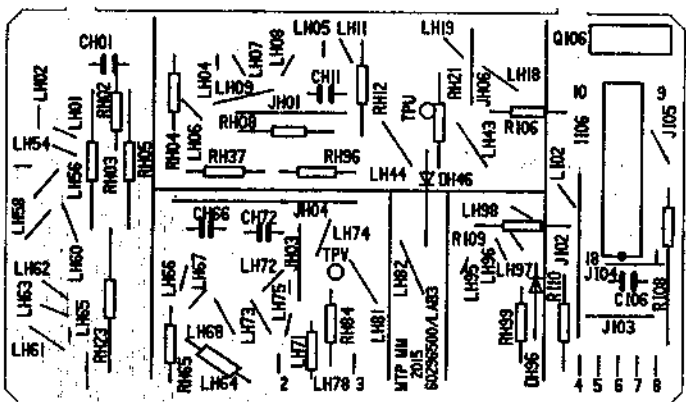 CH01
LH02
LH01
RH02
LH54
LH56
RH03
RH05
LH58
LH60
LH62
LH63
LH65
LH61
RH23
RH04
LH06
LH04
LH09
LH07
LH08
LH05
LH11
CH11
JH01
RH08
RH12
RH37
RH96
LH44
TPU
LH19
RH21
JH06
LH18
LH43
R106
DH46
LH102
Q106
10
9
J106
J105
CH66
CH72
JH04
JH03
LH74
TPV
LH66
LH67
LH72
LH75
LH73
LH68
RH65
LH64
LH71
RH84
LH81
2
LH78
3
LH82
MTP MM
2015
60296500/LA83
LH98
R109
LH95
LH96
LH97
RH99
DH96
R110
J102
18
J104
C106
R108
J103
4
5
6
7
8